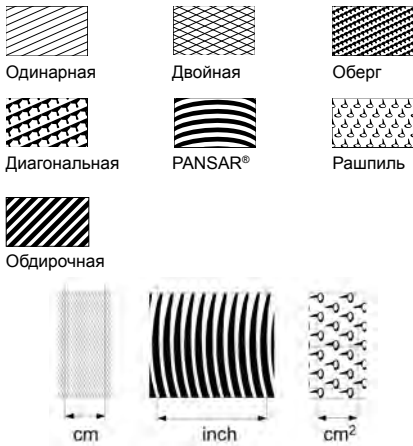 Одинарная Двойная Оберг
Диагональная PANSAR® Рашпиль
Обдирочная
cm inch cm²